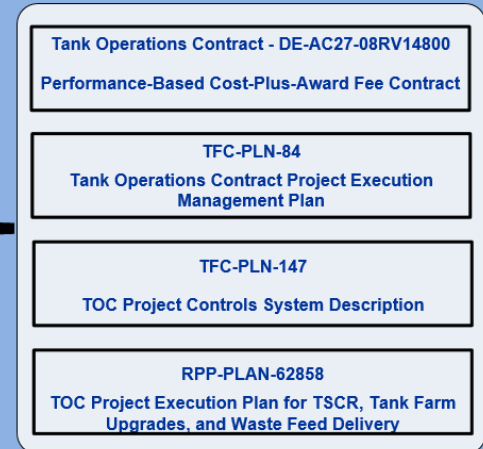 Tank Operations Contract - DE-AC27-08RV14800
Performance-Based Cost-Plus-Award Fee Contract
TFC-PLN-84
Tank Operations Contract Project Execution
Management Plan
TFC-PLN-147
TOC Project Controls System Description
RPP-PLAN-62858
TOC Project Execution Plan for TSCR, Tank Farm
Upgrades, and Waste Feed Delivery